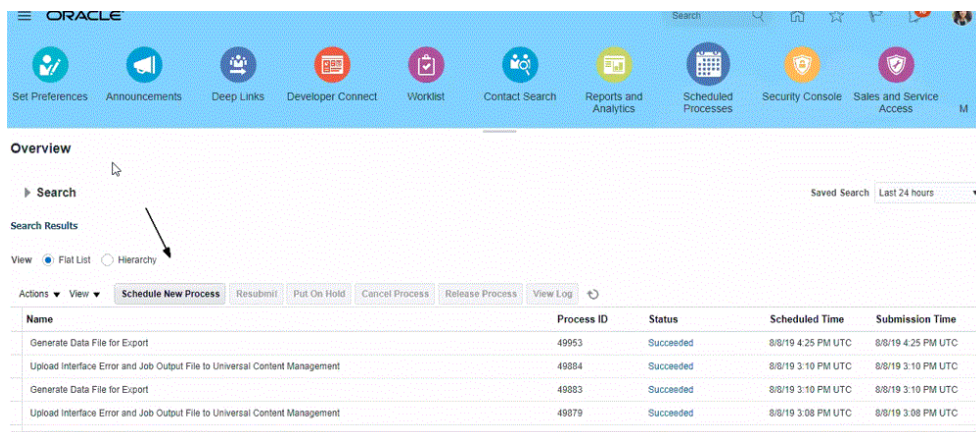 ORACLE
Search
Set Preferences Announcements Deep Links Developer Connect Worklist Contact Search Reports and Analytics Scheduled Processes Security Console Sales and Service Access M
Overview
Search
Saved Search Last 24 hours
Search Results
View Flat List Hierarchy
Actions View Schedule New Process Resubmit Put On Hold Cancel Process Release Process View Log
Name Process ID Status Scheduled Time Submission Time
Generate Data File for Export 49953 Succeeded 8/8/19 4:25 PM UTC 8/8/19 4:25 PM UTC
Upload Interface Error and Job Output File to Universal Content Management 49884 Succeeded 8/8/19 3:10 PM UTC 8/8/19 3:10 PM UTC
Generate Data File for Export 49883 Succeeded 8/8/19 3:10 PM UTC 8/8/19 3:10 PM UTC
Upload Interface Error and Job Output File to Universal Content Management 49879 Succeeded 8/8/19 3:08 PM UTC 8/8/19 3:08 PM UTC